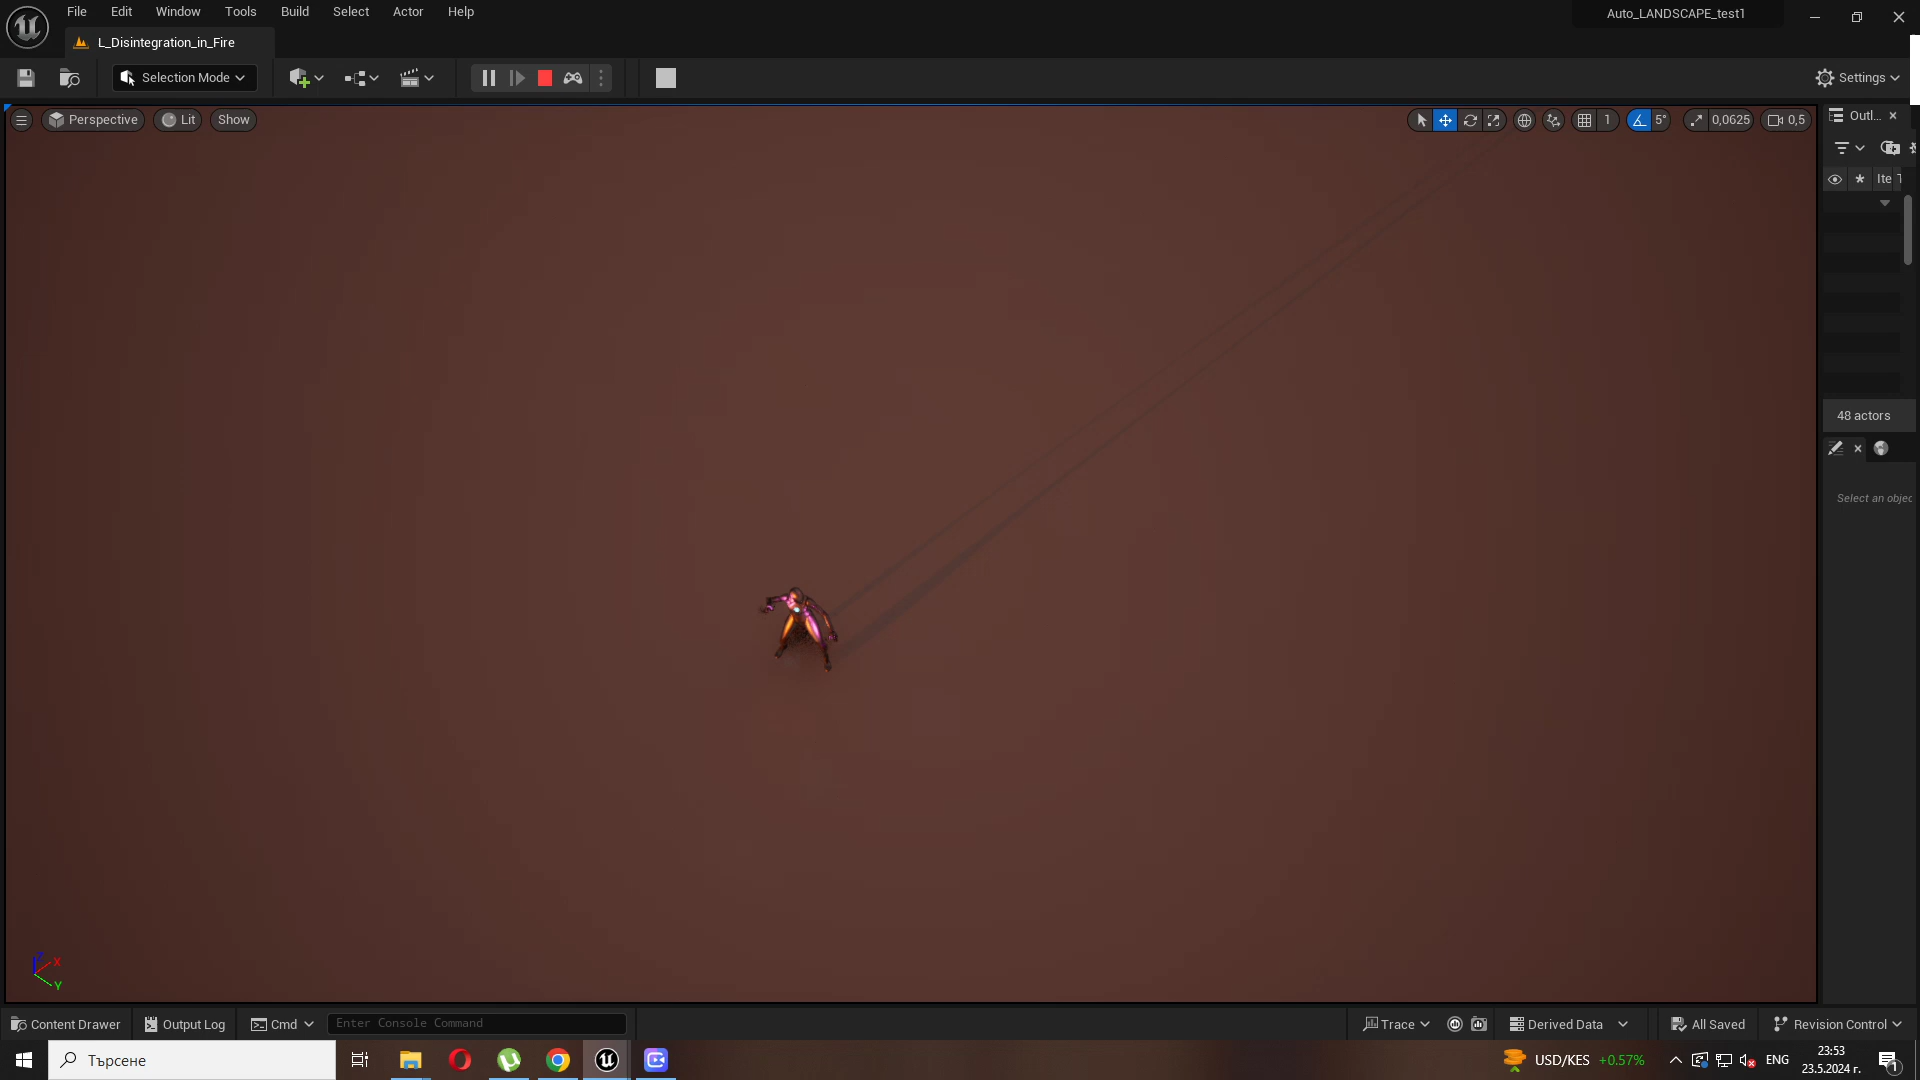 File Edit Window Tools Build Select Actor Help
Auto_LANDSCAPE_test1
L_Disintegration_in_Fire
Selection Mode
Settings
Perspective Lit Show
1 5° 0,0625 0,5
Outl...
Ite
48 actors
Select an objec
X
Y
Content Drawer Output Log Cmd Enter Console Command
Trace Derived Data All Saved Revision Control
Търсене
USD/KES +0.57%
ENG
23:53
23.5.2024 г.
1